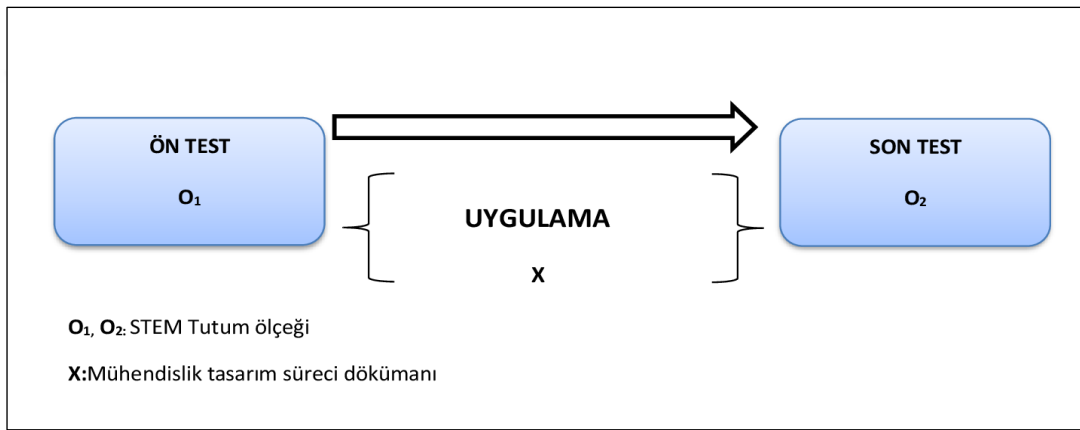 ÖN TEST
O₁
UYGULAMA
X
SON TEST
O₂
O₁, O₂: STEM Tutum ölçeği
X:Mühendislik tasarım süreci dökümanı